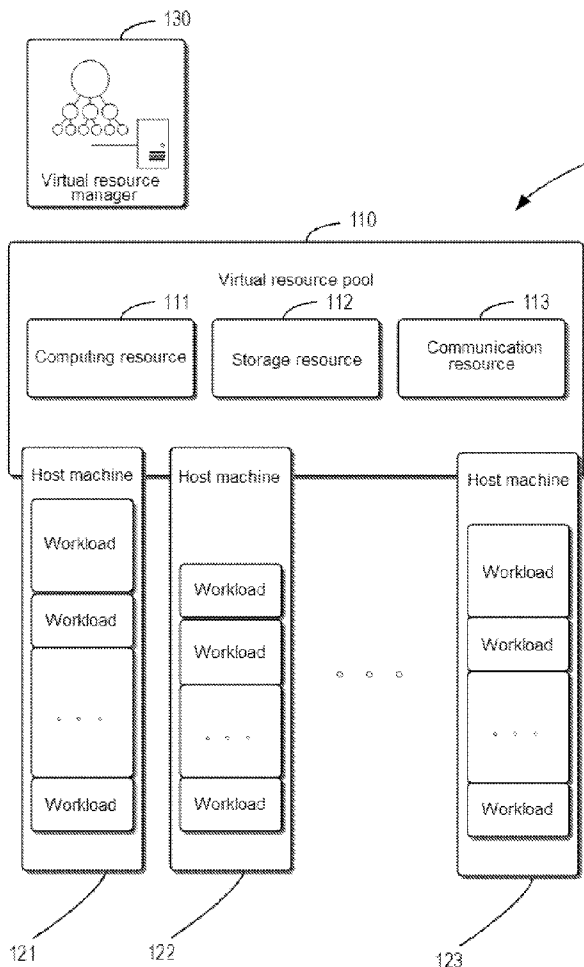 130
Virtual resource
manager
110
Virtual resource pool
111
112
113
Computing resource
Storage resource
Communication
resource
Host machine
Host machine
Host machine
Workload
Workload
. . .
Workload
Workload
Workload
. . .
Workload
. . .
Workload
Workload
. . .
Workload
121
122
123